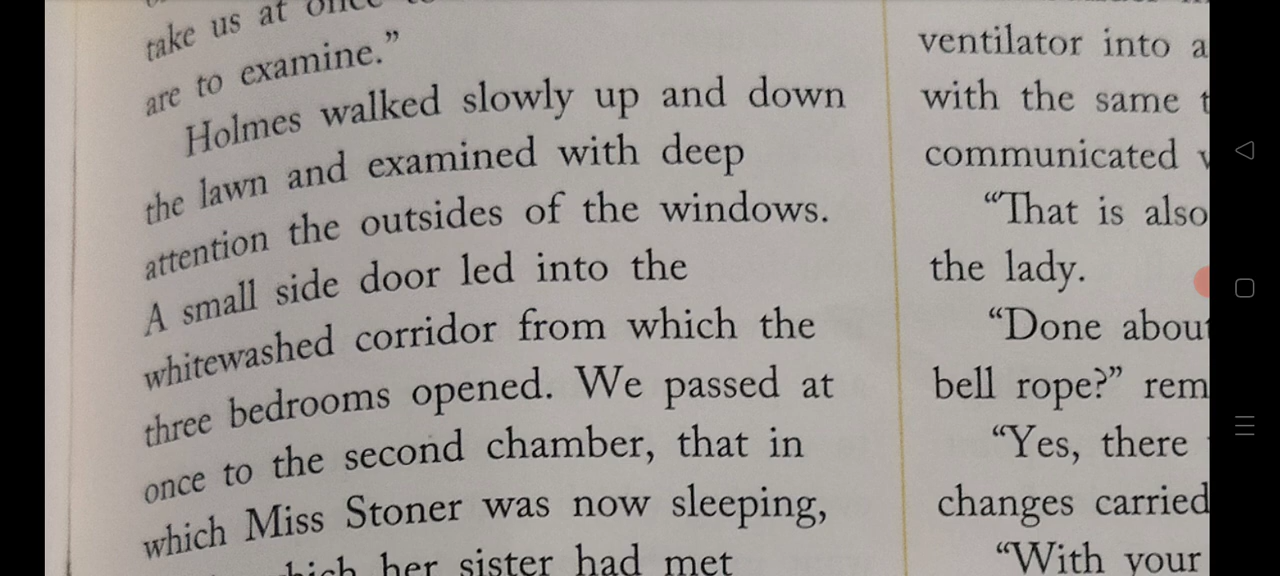 take us at once
are to examine.”
Holmes walked slowly up and down
the lawn and examined with deep
attention the outsides of the windows.
A small side door led into the
whitewashed corridor from which the
three bedrooms opened. We passed at
once to the second chamber, that in
which Miss Stoner was now sleeping,
her sister had met
ventilator into a
with the same
communicated
“That is also
the lady.
“Done about
bell rope?” rem
“Yes, there
changes carried
“With your